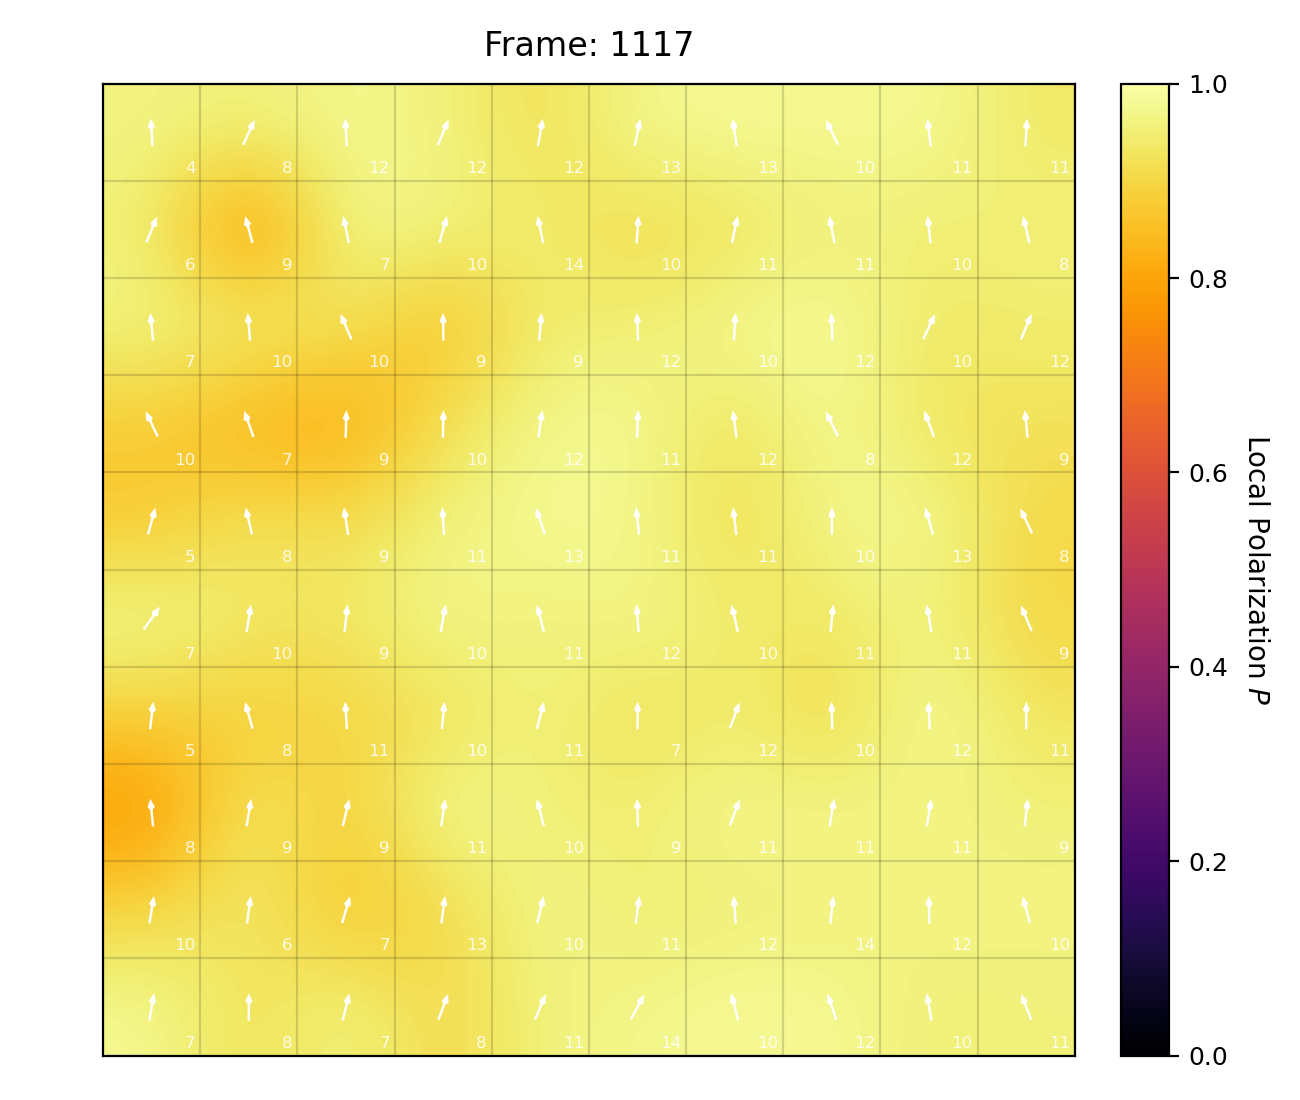 Frame: 1117
4 8 12 12 12 13 13 10 11 11
6 9 7 10 14 10 11 11 10 8
7 10 10 9 9 12 10 12 10 12
10 7 9 10 12 11 12 8 12 9
5 8 9 11 13 11 11 10 13 8
7 10 9 10 11 12 10 11 11 9
5 8 11 10 11 7 12 10 12 11
8 9 9 11 10 9 11 11 11 9
10 6 7 13 10 11 12 14 12 10
7 8 7 8 11 14 10 12 10 11
1.0
0.8
0.6
0.4
0.2
0.0
Local Polarization P